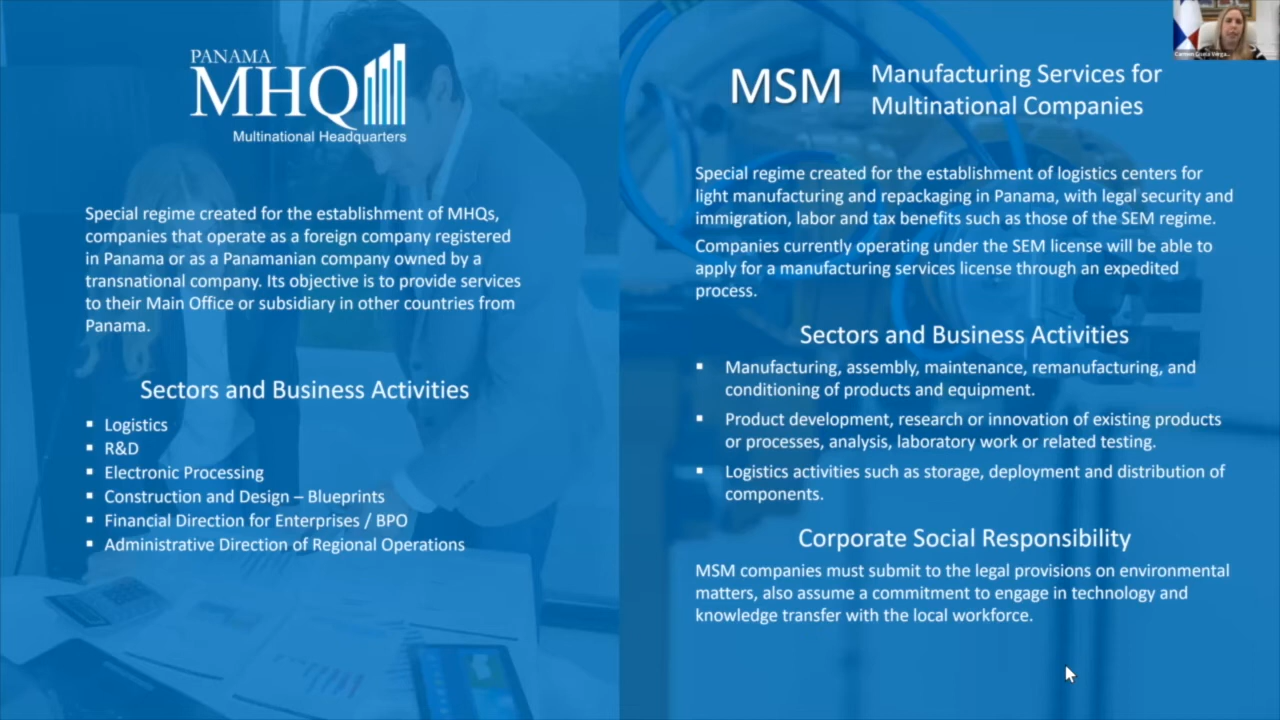 PANAMA
MHQ
Multinational Headquarters
Special regime created for the establishment of MHQs,
companies that operate as a foreign company registered
in Panama or as a Panamanian company owned by a
transnational company. Its objective is to provide services
to their Main Office or subsidiary in other countries from
Panama.
Sectors and Business Activities
▪ Logistics
▪ R&D
▪ Electronic Processing
▪ Construction and Design – Blueprints
▪ Financial Direction for Enterprises / BPO
▪ Administrative Direction of Regional Operations
MSM
Manufacturing Services for
Multinational Companies
Special regime created for the establishment of logistics centers for
light manufacturing and repackaging in Panama, with legal security and
immigration, labor and tax benefits such as those of the SEM regime.
Companies currently operating under the SEM license will be able to
apply for a manufacturing services license through an expedited
process.
Sectors and Business Activities
▪ Manufacturing, assembly, maintenance, remanufacturing, and
conditioning of products and equipment.
▪ Product development, research or innovation of existing products
or processes, analysis, laboratory work or related testing.
▪ Logistics activities such as storage, deployment and distribution of
components.
Corporate Social Responsibility
MSM companies must submit to the legal provisions on environmental
matters, also assume a commitment to engage in technology and
knowledge transfer with the local workforce.